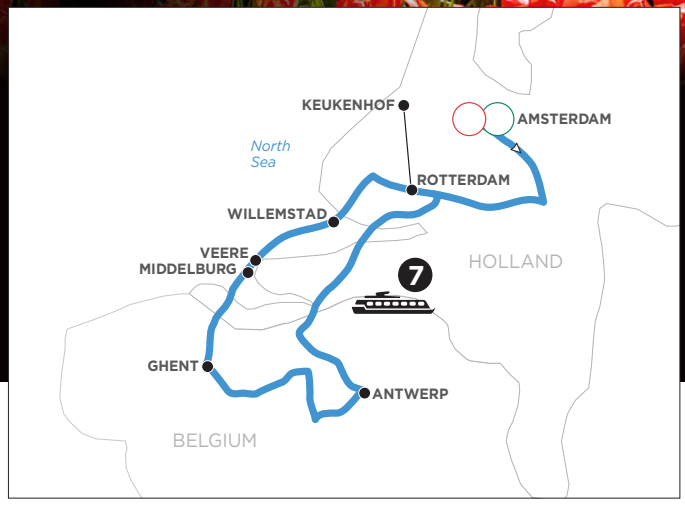 KEUKENHOF
AMSTERDAM
North
Sea
ROTTERDAM
WILLEMSTAD
VEERE
MIDDELBURG
HOLLAND
7
GHENT
ANTWERP
BELGIUM